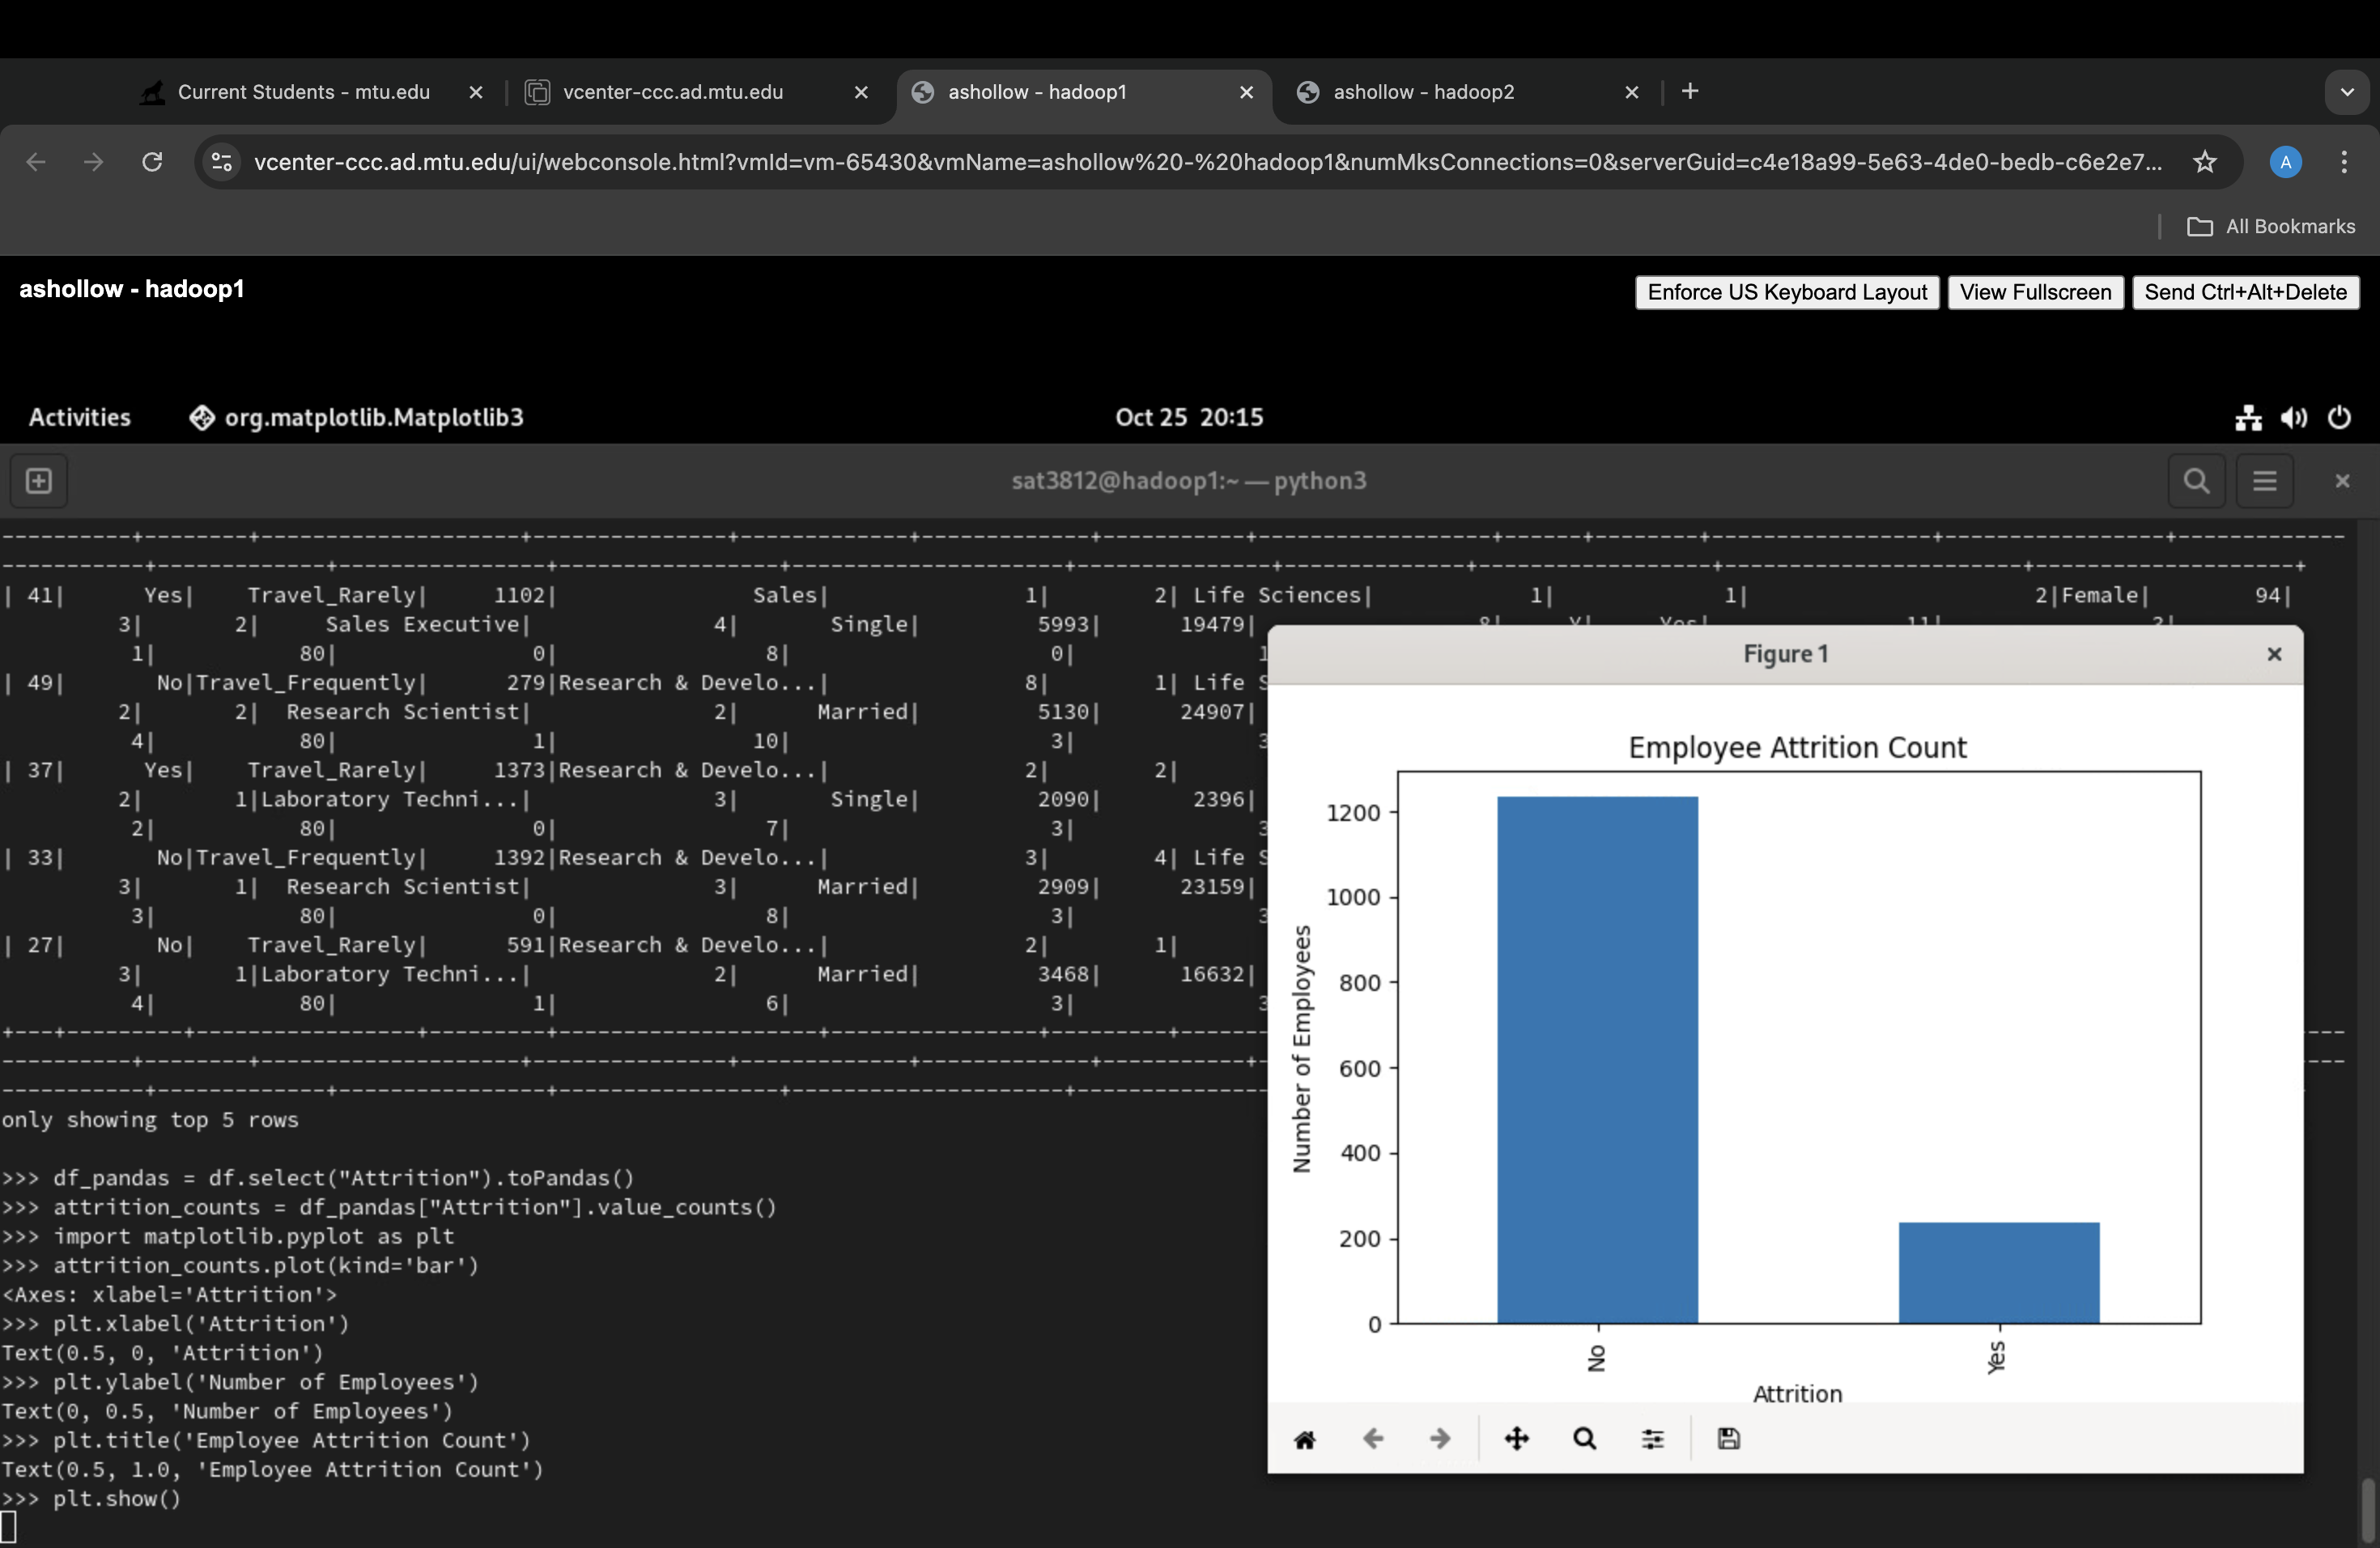 Current Students - mtu.edu
vcenter-ccc.ad.mtu.edu
ashollow - hadoop1
ashollow - hadoop2
vcenter-ccc.ad.mtu.edu/ui/webconsole.html?vmId=vm-65430&vmName=ashollow%20-%20hadoop1&numMksConnections=0&serverGuid=c4e18a99-5e63-4de0-bedb-c6e2e7...
A
All Bookmarks
ashollow - hadoop1
Enforce US Keyboard Layout
View Fullscreen
Send Ctrl+Alt+Delete
Activities
org.matplotlib.Matplotlib3
Oct 25 20:15
sat3812@hadoop1:~ — python3
| 41| Yes| Travel_Rarely| 1102| Sales| 1| 2| Life Sciences| 1| 1| 2|Female| 94|
3| 2| Sales Executive| 4| Single| 5993| 19479| 8| Y| Yes| 11| 3|
1| 80| 0| 8| 0| 1
| 49| No|Travel_Frequently| 279|Research & Develo...| 8| 1| Life S
2| 2| Research Scientist| 2| Married| 5130| 24907|
4| 80| 1| 10| 3| 3
| 37| Yes| Travel_Rarely| 1373|Research & Develo...| 2| 2|
2| 1|Laboratory Techni...| 3| Single| 2090| 2396|
2| 80| 0| 7| 3| 3
| 33| No|Travel_Frequently| 1392|Research & Develo...| 3| 4| Life S
3| 1| Research Scientist| 3| Married| 2909| 23159|
3| 80| 0| 8| 3| 3
| 27| No| Travel_Rarely| 591|Research & Develo...| 2| 1|
3| 1|Laboratory Techni...| 2| Married| 3468| 16632|
4| 80| 1| 6| 3| 3
only showing top 5 rows
>>> df_pandas = df.select("Attrition").toPandas()
>>> attrition_counts = df_pandas["Attrition"].value_counts()
>>> import matplotlib.pyplot as plt
>>> attrition_counts.plot(kind='bar')
<Axes: xlabel='Attrition'>
>>> plt.xlabel('Attrition')
Text(0.5, 0, 'Attrition')
>>> plt.ylabel('Number of Employees')
Text(0, 0.5, 'Number of Employees')
>>> plt.title('Employee Attrition Count')
Text(0.5, 1.0, 'Employee Attrition Count')
>>> plt.show()
Figure 1
Employee Attrition Count
Number of Employees
1200
1000
800
600
400
200
0
No
Yes
Attrition